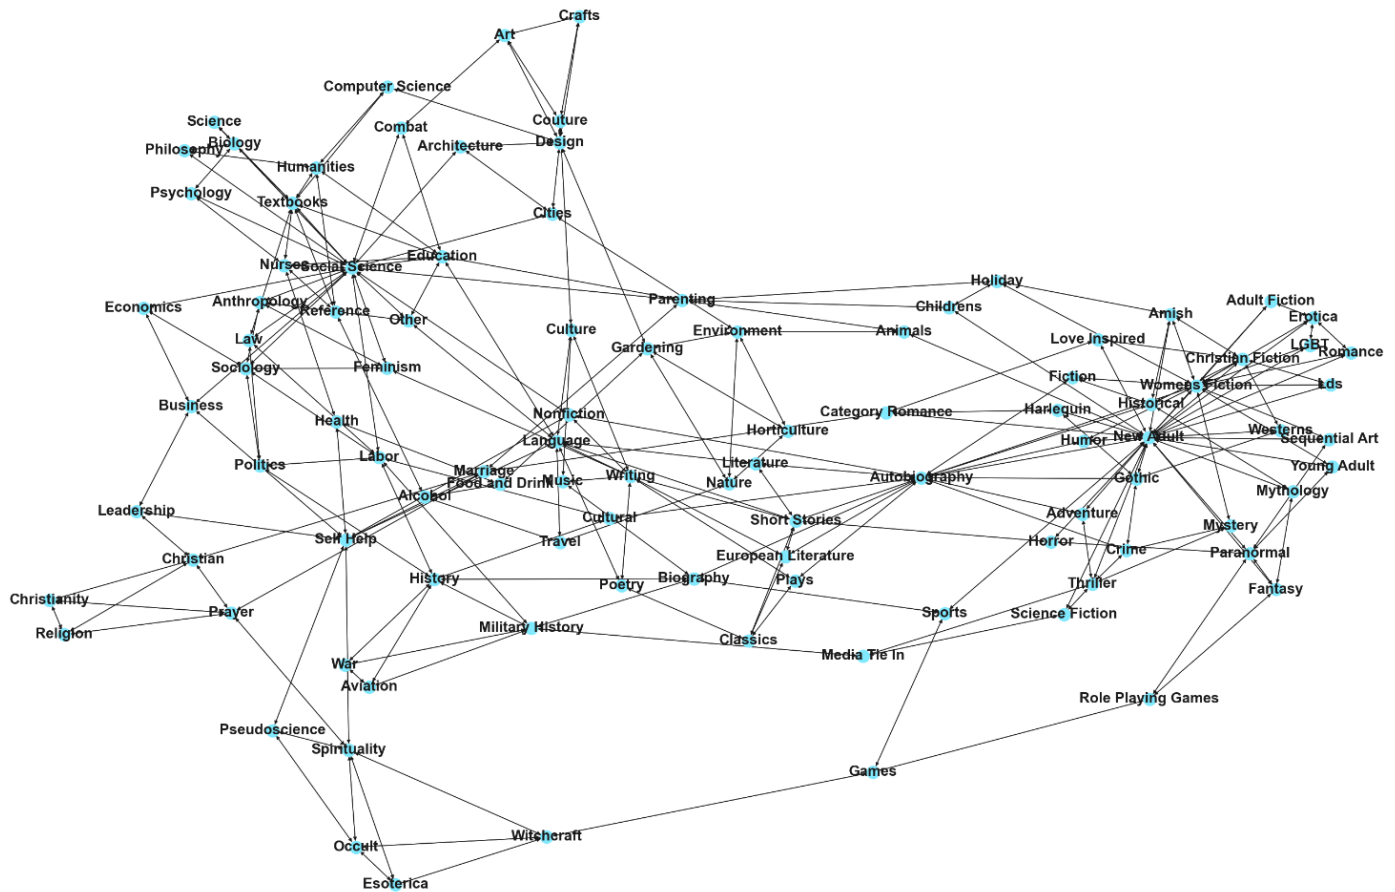 Crafts
Art
Computer Science
Couture
Science
Combat
Design
Biology
Architecture
Philosophy
Humanities
Psychology
Textbooks
Cities
Education
Nurses
Social Science
Holiday
Parenting
Adult Fiction
Anthropology
Economics
Childrens
Reference
Amish
Erotica
Other
Culture
Environment
Animals
Law
Love Inspired
LGBT
Gardening
Romance
Christian Fiction
Sociology
Feminism
Fiction
Womens Fiction
Lds
Business
Historical
Category Romance
Harlequin
Nonfiction
Health
Horticulture
Westerns
Language
Humor
New Adult
Sequential Art
Labor
Literature
Politics
Young Adult
Marriage
Writing
Autobiography
Gothic
Food and Drink
Music
Nature
Mythology
Alcohol
Leadership
Adventure
Cultural
Short Stories
Mystery
Self Help
Travel
Horror
Crime
Paranormal
European Literature
Christian
History
Biography
Plays
Poetry
Thriller
Fantasy
Christianity
Prayer
Sports
Science Fiction
Religion
Military History
Classics
Media Tie In
War
Aviation
Role Playing Games
Pseudoscience
Spirituality
Games
Witchcraft
Occult
Esoterica